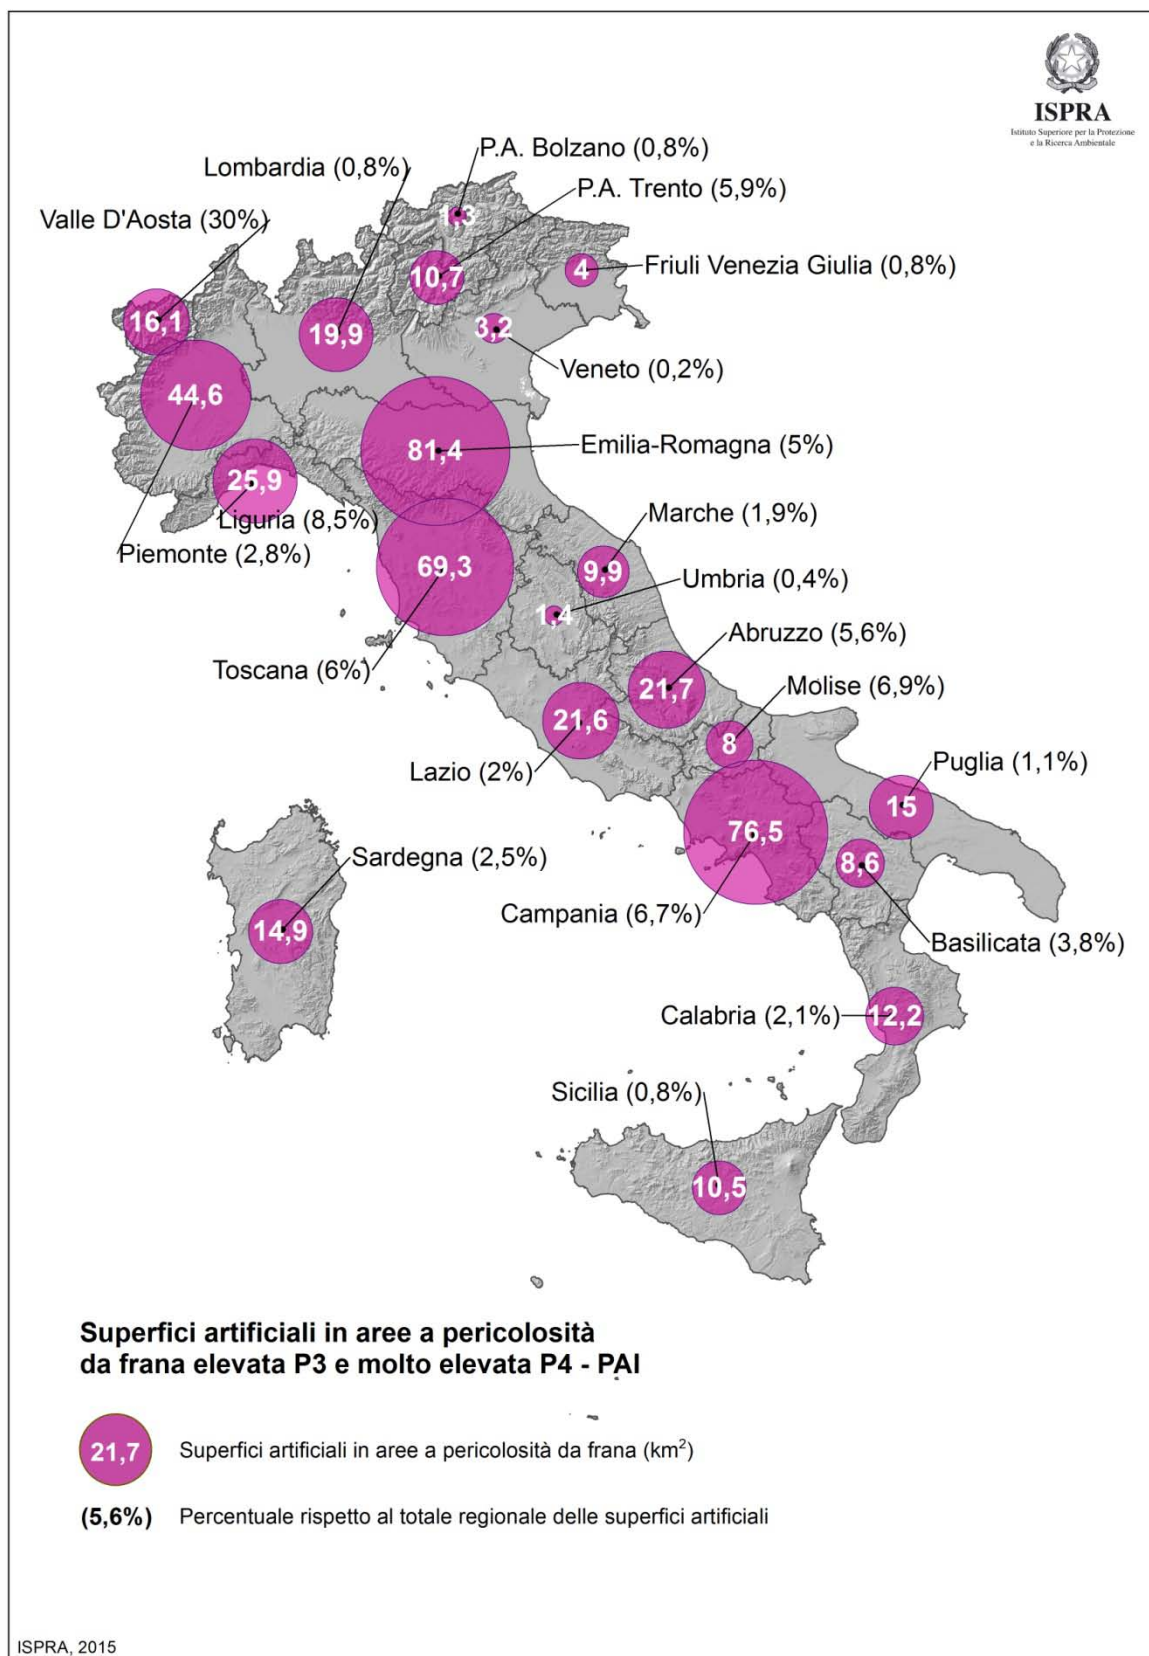 ISPRA
Istituto Superiore per la Protezione
e la Ricerca Ambientale
P.A. Bolzano (0,8%)
Lombardia (0,8%)
P.A. Trento (5,9%)
Valle D'Aosta (30%)
1,3
Friuli Venezia Giulia (0,8%)
4
10,7
16,1
19,9
3,2
Veneto (0,2%)
44,6
81,4
Emilia-Romagna (5%)
25,9
Liguria (8,5%)
Marche (1,9%)
Piemonte (2,8%)
69,3
9,9
Umbria (0,4%)
1,4
Abruzzo (5,6%)
Toscana (6%)
21,7
Molise (6,9%)
21,6
8
Lazio (2%)
Puglia (1,1%)
15
76,5
Sardegna (2,5%)
8,6
Campania (6,7%)
14,9
Basilicata (3,8%)
Calabria (2,1%)
12,2
Sicilia (0,8%)
10,5
Superfici artificiali in aree a pericolosità
da frana elevata P3 e molto elevata P4 - PAI
21,7
Superfici artificiali in aree a pericolosità da frana (km²)
(5,6%)
Percentuale rispetto al totale regionale delle superfici artificiali
ISPRA, 2015